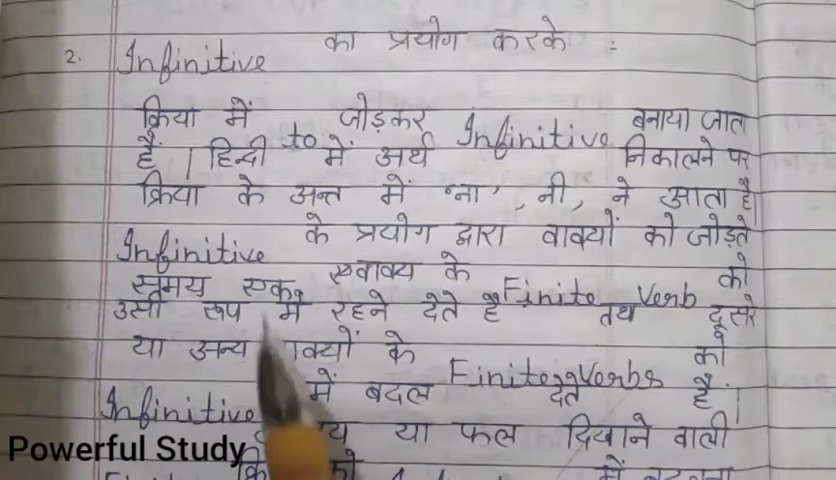 2. Infinitive का प्रयोग करके :
क्रिया में to जोड़कर Infinitive बनाया जाता
है । हिन्दी में अर्थ निकालने पर
क्रिया के अन्त में 'ना', नी, ने आता है।
Infinitive के प्रयोग द्वारा वाक्यों को जोड़ते
समय एक वाक्य के Finite Verb को
उसी रूप में रहने देते है तथ दूसरे
या अन्य वाक्यों के Finite Verbs को
Infinitive में बदल देते है।
या फल दिखाने वाली
Powerful Study
को में बदलना